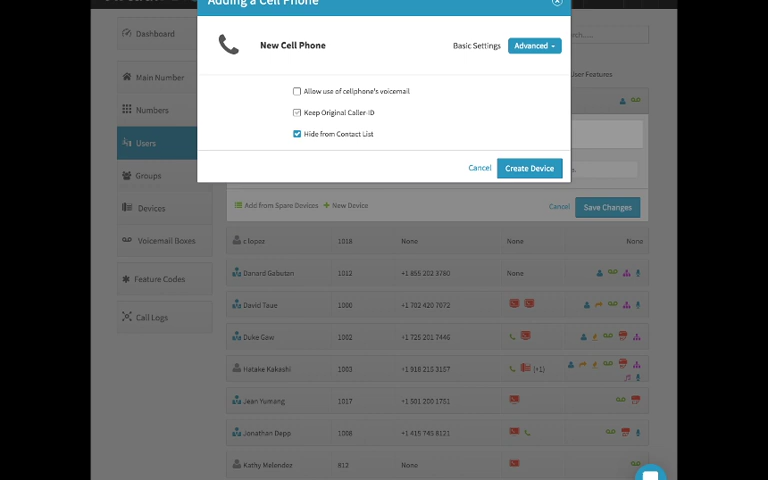 Adding a Cell Phone
Dashboard
New Cell Phone
Basic Settings
Advanced
User Features
Main Number
Allow use of cellphone's voicemail
Numbers
Keep Original Caller-ID
Hide from Contact List
Users
Cancel
Create Device
Groups
Add from Spare Devices
New Device
Cancel
Save Changes
Devices
Voicemail Boxes
c lopez 1018 None None None
Danard Gabutan 1012 +1 855 202 3760 None
Feature Codes
David Taue 1006 +1 702 420 7072
Call Logs
Duke Gaw 1002 +1 725 201 7446
Hatake Kakashi 1003 +1 918 215 3157 (+1)
Jean Yumang 1017 +1 501 200 1751
Jonathan Depp 1008 +1 415 745 8121
Kathy Melendez 812 None